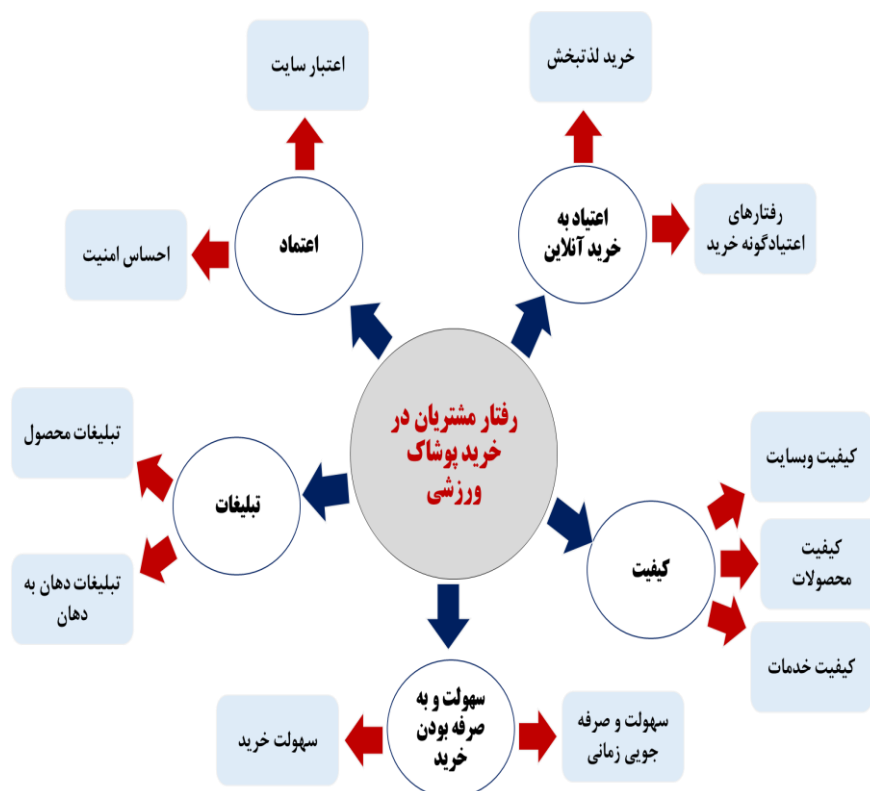 خرید لذتبخش
اعتبار سایت
اعتیاد به
خرید آنلاین
رفتارهای
اعتیادگونه خرید
اعتماد
احساس امنیت
رفتار مشتریان در
خرید پوشاک
ورزشی
تبلیغات محصول
تبلیغات
تبلیغات دهان به
دهان
کیفیت وبسایت
کیفیت
کیفیت
محصولات
کیفیت خدمات
سهولت و به
صرفه بودن
خرید
سهولت و صرفه
جویی زمانی
سهولت خرید